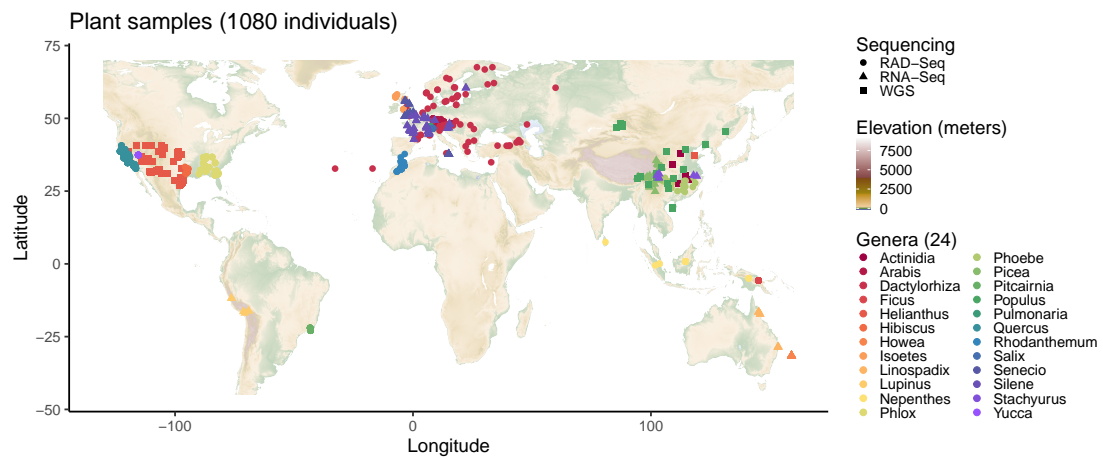 Plant samples (1080 individuals)
75
50
25
0
−25
−50
Latitude
−100
0
100
Longitude
Sequencing
RAD−Seq
RNA−Seq
WGS
Elevation (meters)
7500
5000
2500
0
Genera (24)
Actinidia
Arabis
Dactylorhiza
Ficus
Helianthus
Hibiscus
Howea
Isoetes
Linospadix
Lupinus
Nepenthes
Phlox
Phoebe
Picea
Pitcairnia
Populus
Pulmonaria
Quercus
Rhodanthemum
Salix
Senecio
Silene
Stachyurus
Yucca